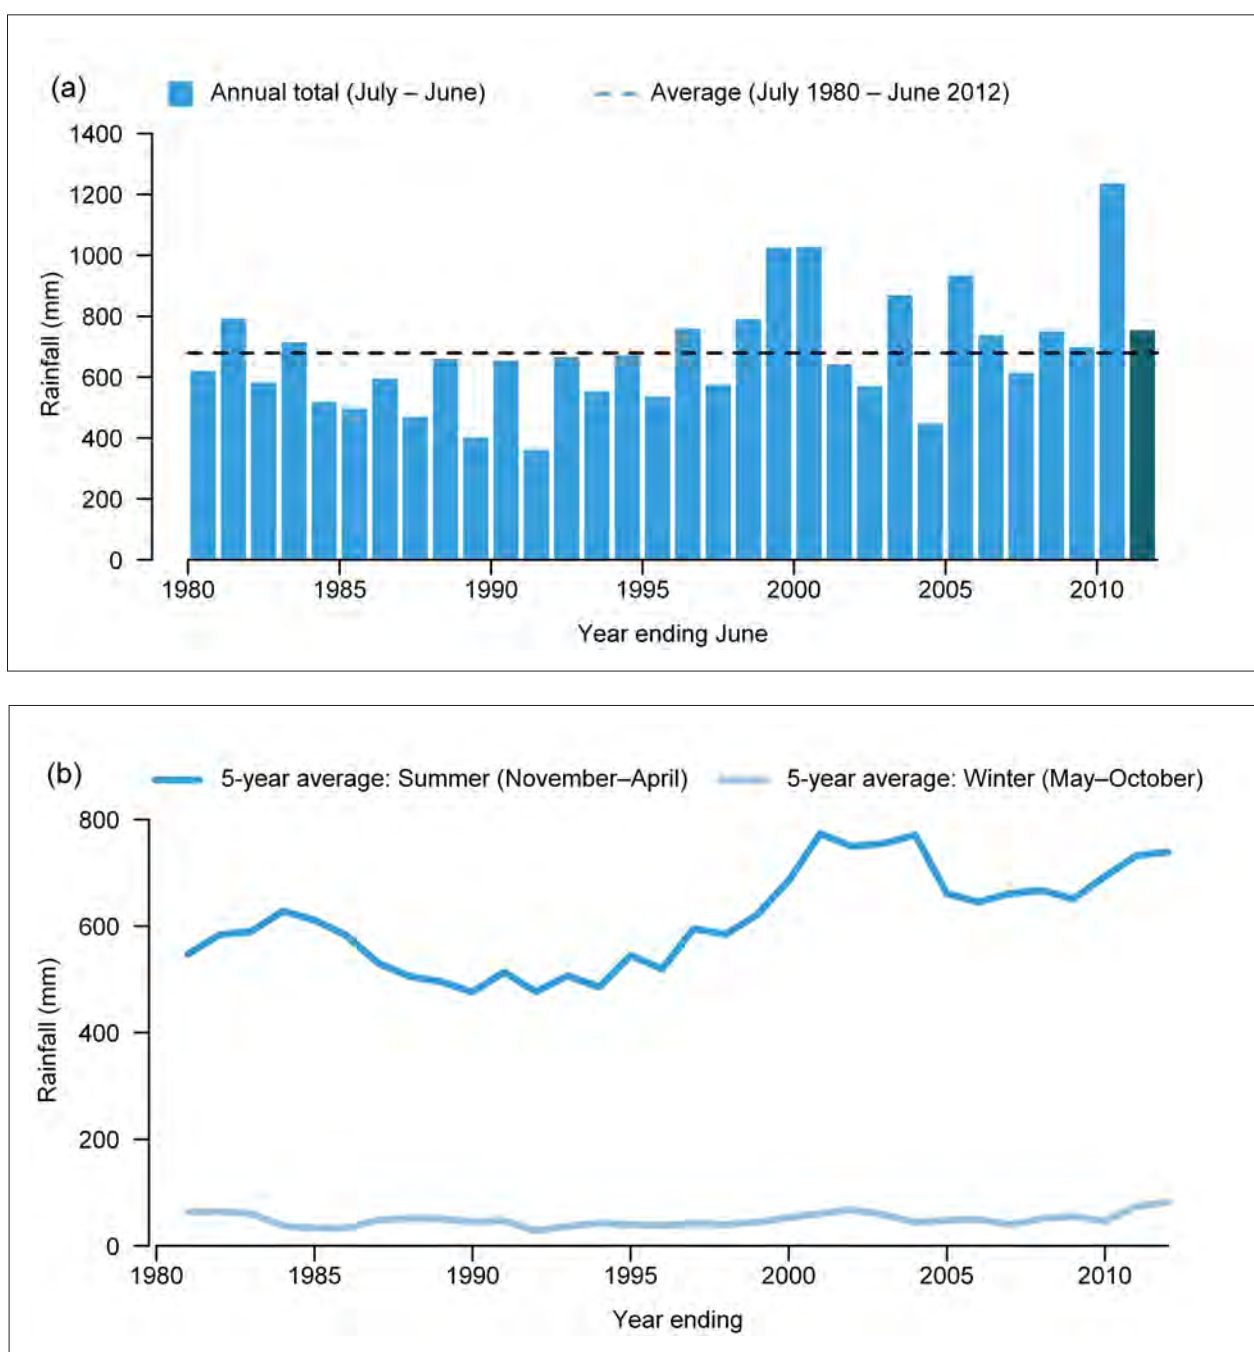 (a)
Annual total (July – June)
Average (July 1980 – June 2012)
1400
1200
1000
800
600
400
200
0
Rainfall (mm)
1980 1985 1990 1995 2000 2005 2010
Year ending June
(b)
5-year average: Summer (November–April)
5-year average: Winter (May–October)
800
600
400
200
0
Rainfall (mm)
1980 1985 1990 1995 2000 2005 2010
Year ending